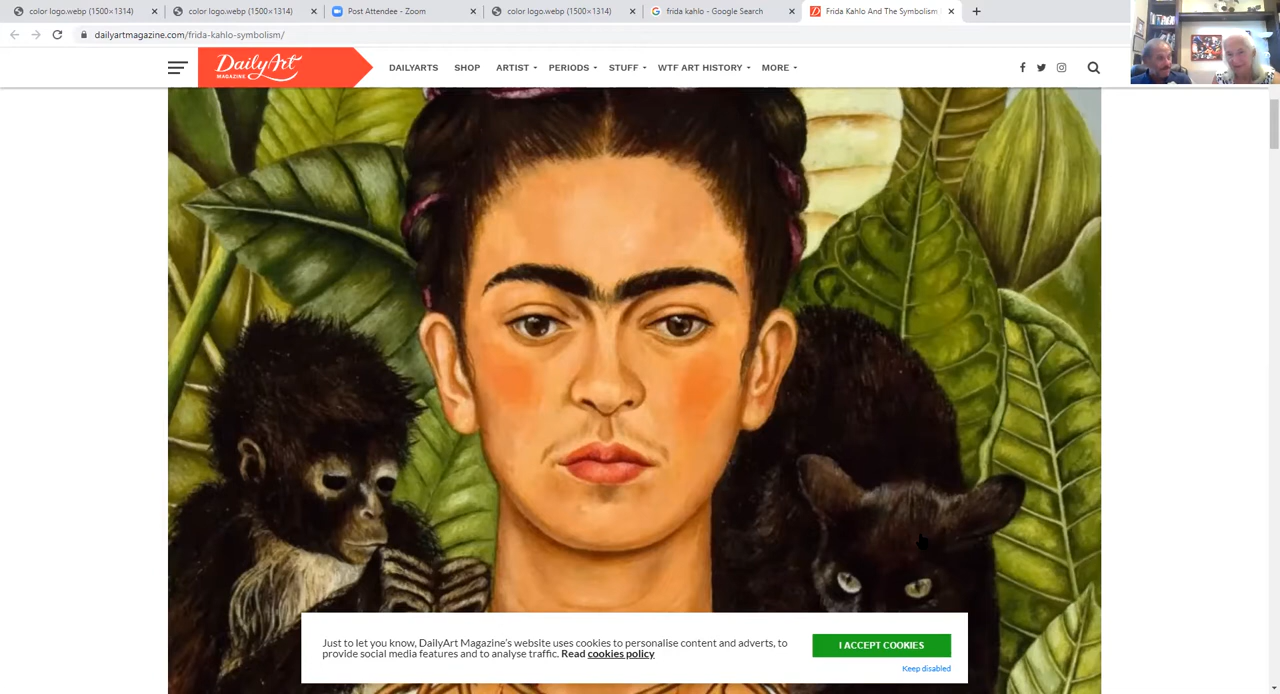 color logo.webp (1500×1314)
color logo.webp (1500×1314)
Post Attendee - Zoom
color logo.webp (1500×1314)
frida kahlo - Google Search
Frida Kahlo And The Symbolism
dailyartmagazine.com/frida-kahlo-symbolism/
DailyArt
MAGAZINE
DAILYARTS
SHOP
ARTIST
PERIODS
STUFF
WTF ART HISTORY
MORE
Just to let you know, DailyArt Magazine's website uses cookies to personalise content and adverts, to
provide social media features and to analyse traffic. Read cookies policy
I ACCEPT COOKIES
Keep disabled